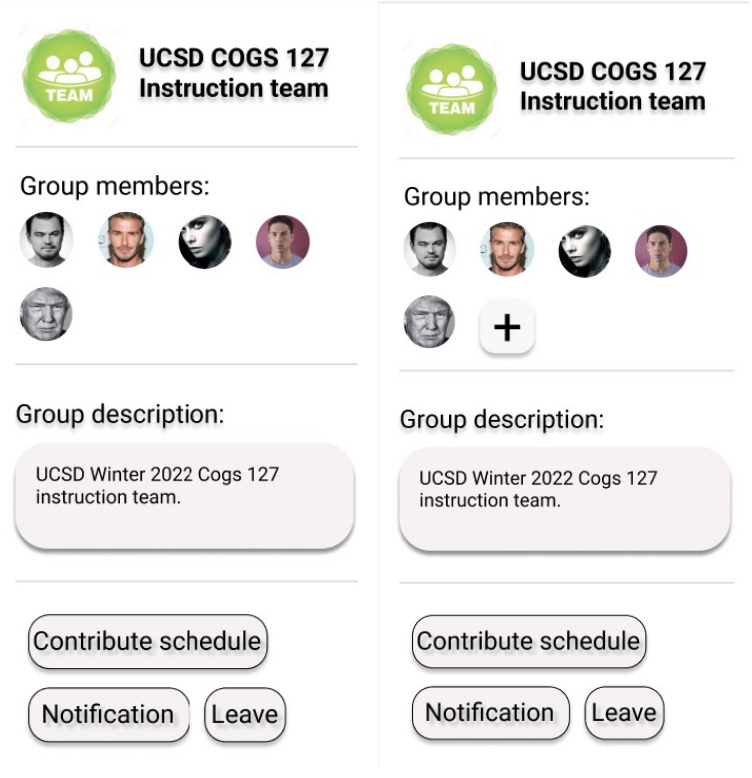 TEAM
UCSD COGS 127
Instruction team
Group members:
Group description:
UCSD Winter 2022 Cogs 127
instruction team.
Contribute schedule
Notification
Leave
TEAM
UCSD COGS 127
Instruction team
Group members:
+
Group description:
UCSD Winter 2022 Cogs 127
instruction team.
Contribute schedule
Notification
Leave